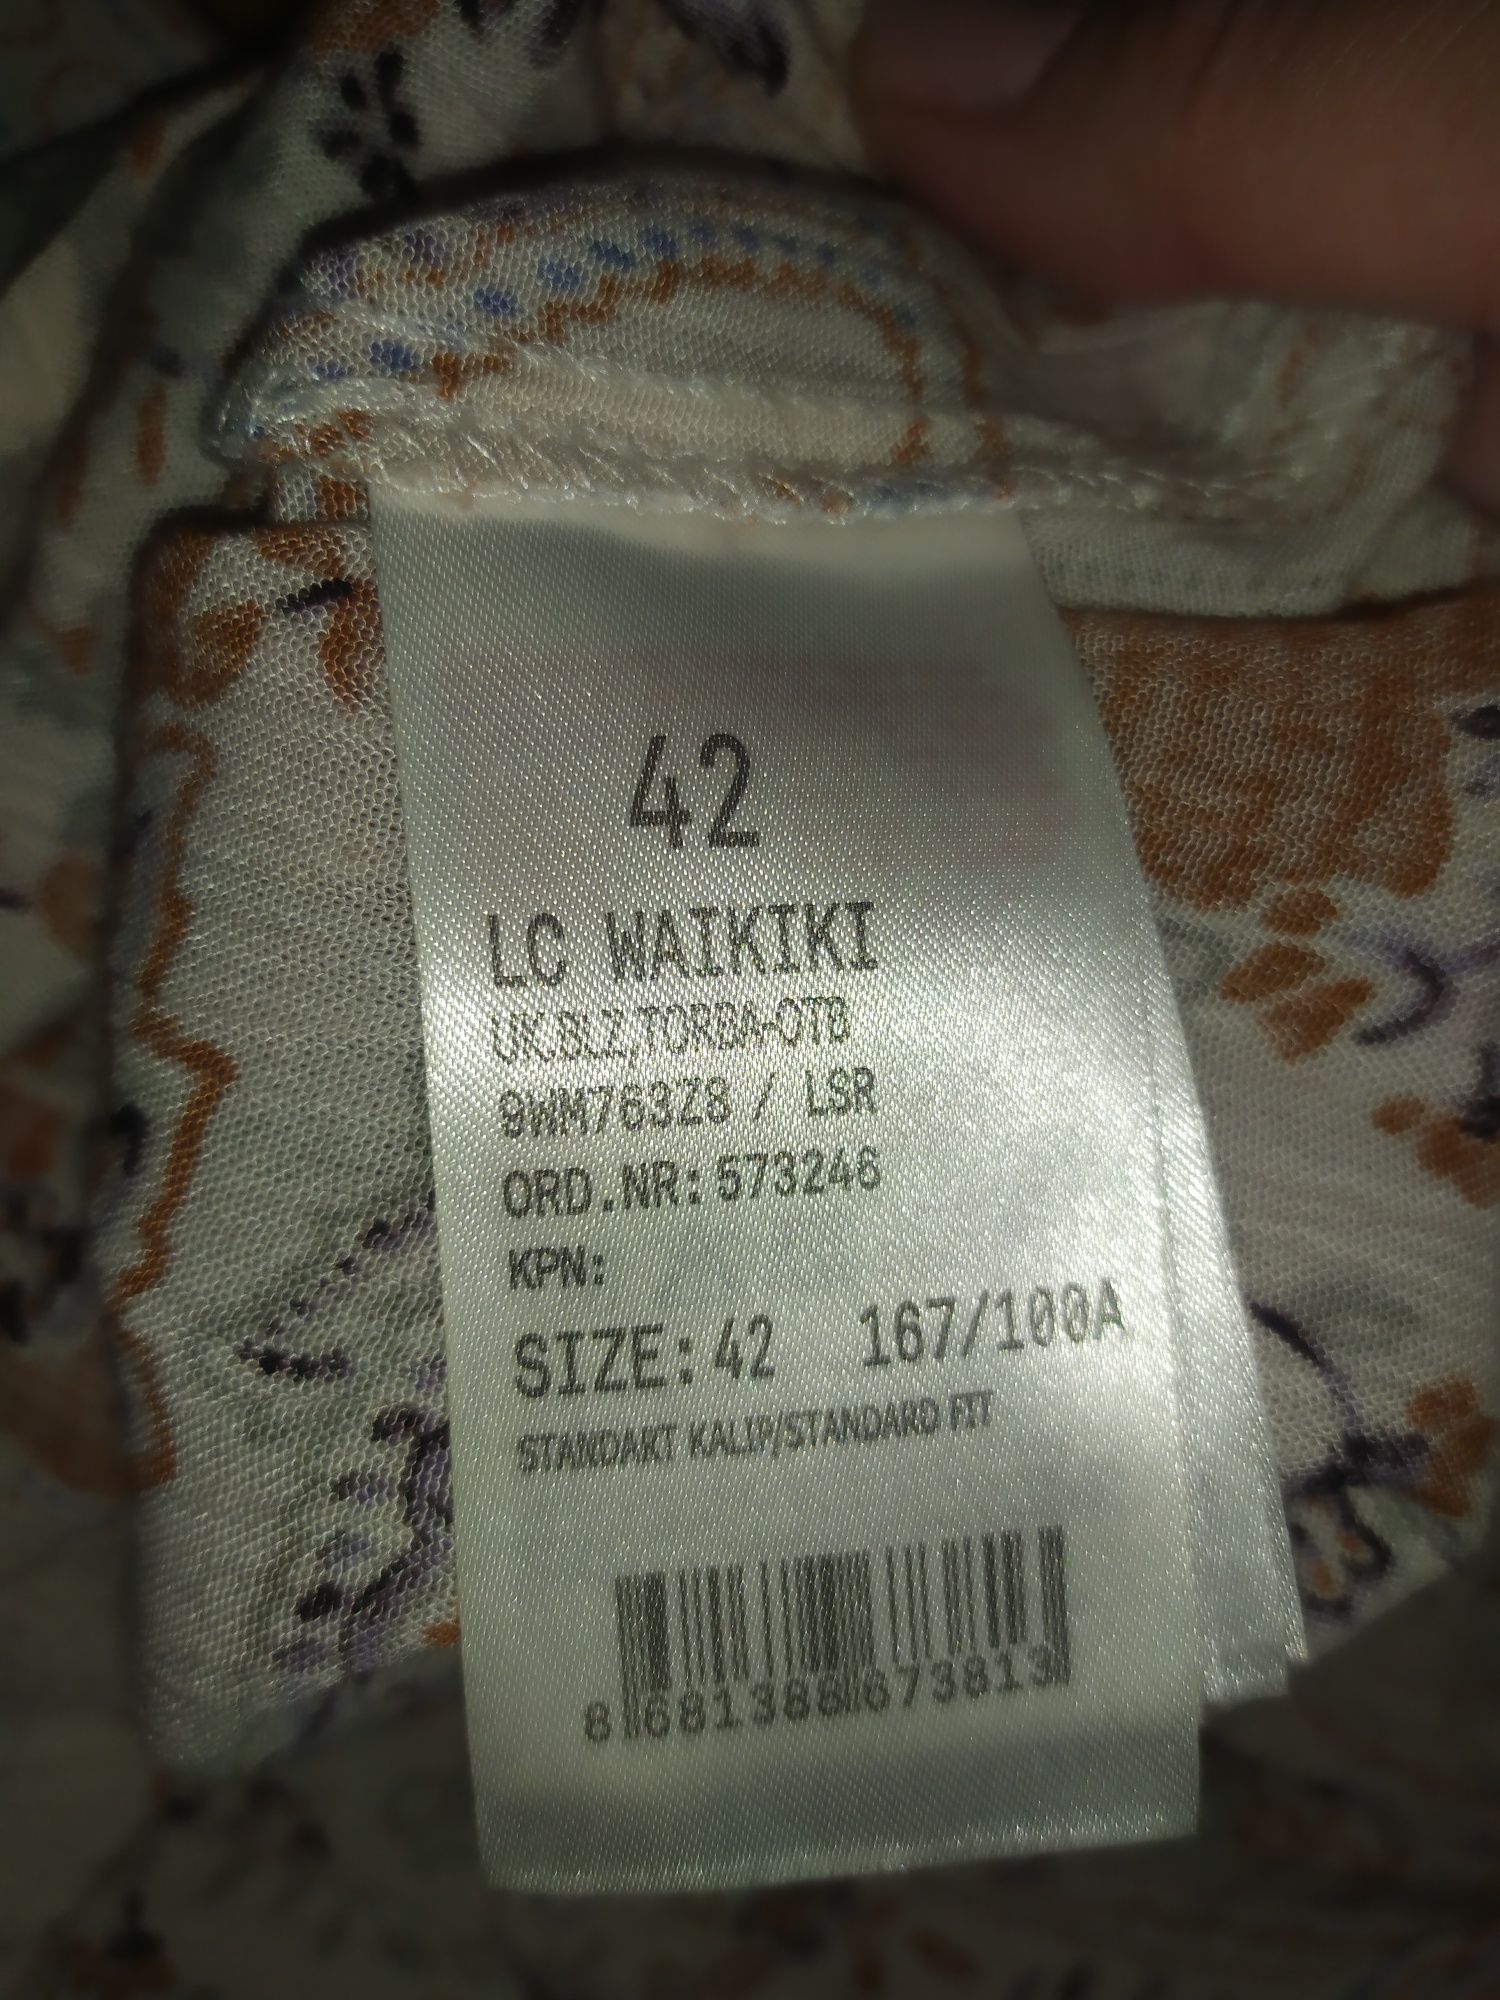 42
LC WAIKIKI
UK.BLZ,TORBA-OTB
9WM763Z8 / LSR
ORD.NR:573246
KPN:
SIZE:42 167/100A
STANDART KALIP/STANDARD FIT
8 681388 673813